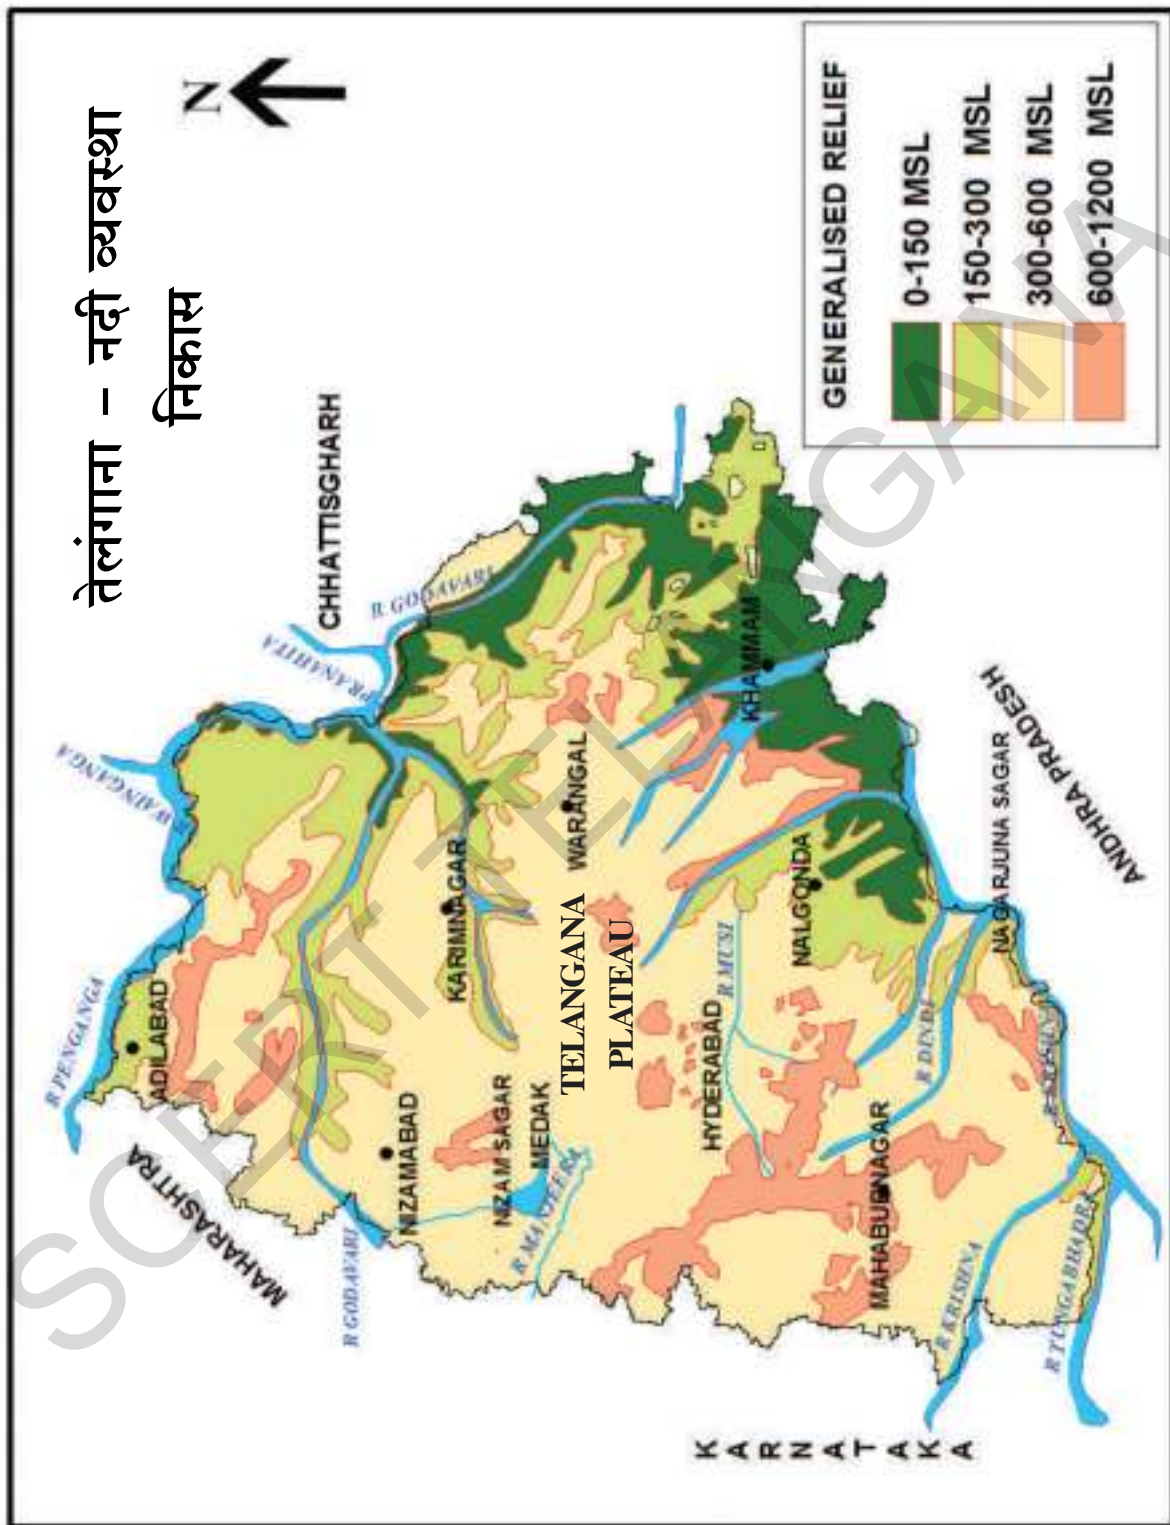 तेलंगाना - नदी व्यवस्था
निकास
N
CHHATTISGHARH
MAHARASHTRA
KARNATAKA
ANDHRA PRADESH
R PENGANGA
WAINGANGA
PRANAHITA
R GODAVARI
R GODAVARI
ADILABAD
NIZAMABAD
KARIMNAGAR
NIZAM SAGAR
MEDAK
R MANJEERA
WARANGAL
TELANGANA
PLATEAU
KHAMMAM
HYDERABAD
R MUSI
NALGONDA
R DINDI
MAHABUBNAGAR
NAGARJUNA SAGAR
R KRISHNA
R KRISHNA
R TUNGABHADRA
GENERALISED RELIEF
0-150 MSL
150-300 MSL
300-600 MSL
600-1200 MSL
SCERT TELANGANA